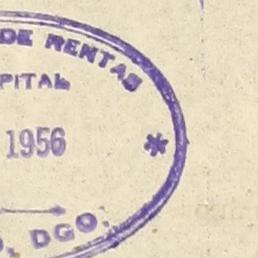 DE RENTAS
PITAL
1956
O, DGO.